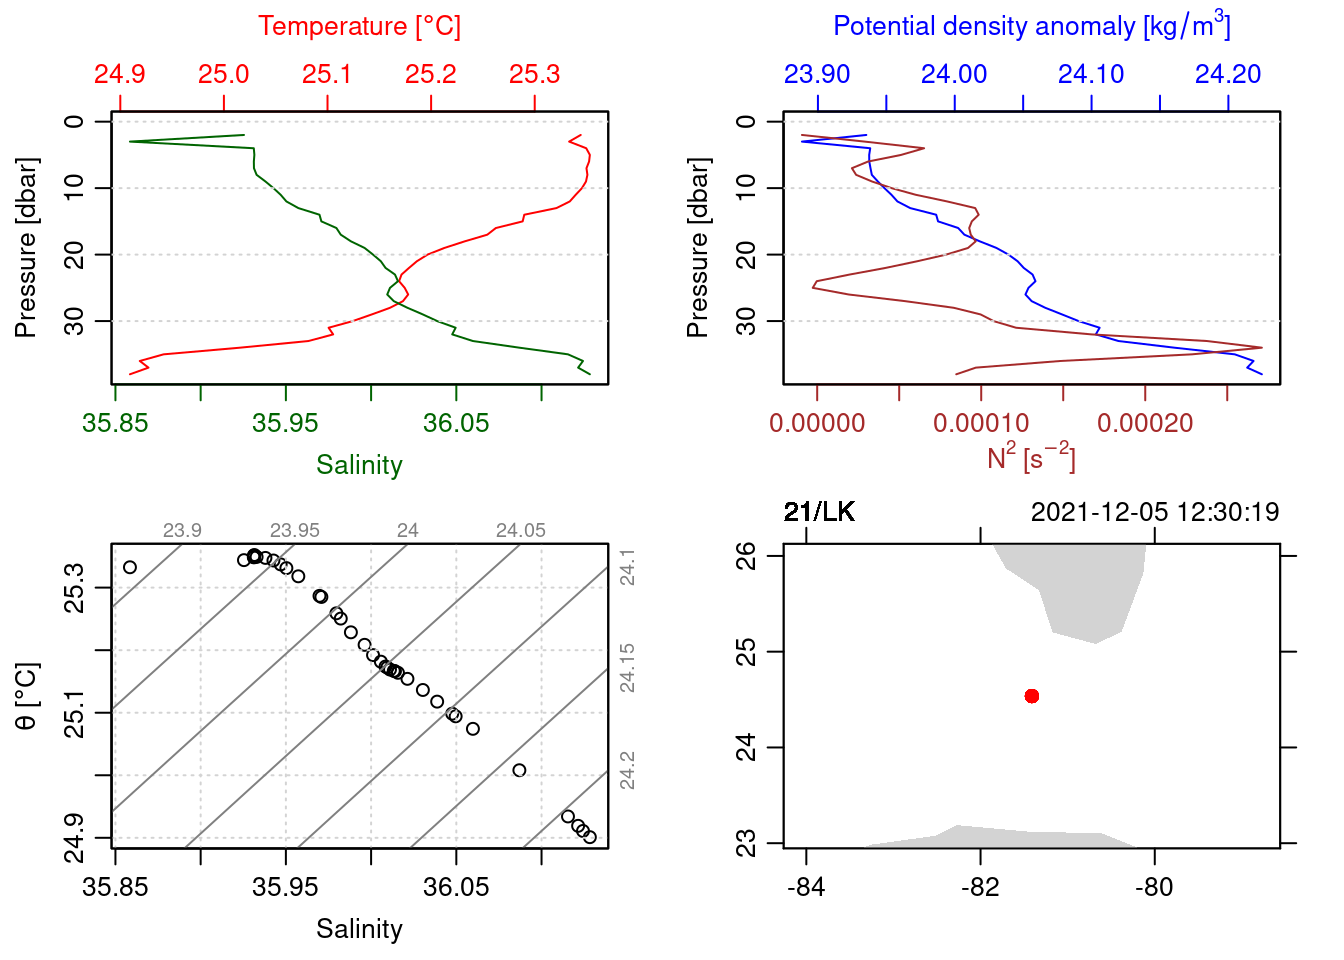 Temperature [°C]
24.9 25.0 25.1 25.2 25.3
0
10
20
30
Pressure [dbar]
35.85 35.95 36.05
Salinity
Potential density anomaly [kg/m³]
23.90 24.00 24.10 24.20
0
10
20
30
Pressure [dbar]
0.00000 0.00010 0.00020
N² [s⁻²]
23.9 23.95 24 24.05
24.1
24.15
24.2
25.3
25.1
24.9
θ [°C]
35.85 35.95 36.05
Salinity
21/LK 2021-12-05 12:30:19
26
25
24
23
-84 -82 -80